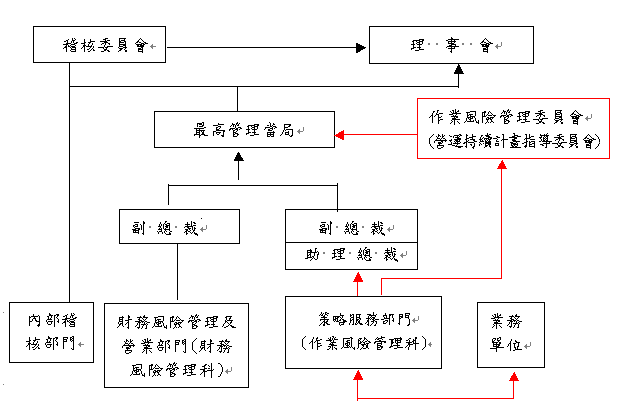 稽核委員會
理事會
最高管理當局
作業風險管理委員會
(營運持續計畫指導委員會)
副總裁
副總裁
助理總裁
內部稽
核部門
財務風險管理及
營業部門(財務
風險管理科)
策略服務部門
(作業風險管理科)
業務
單位